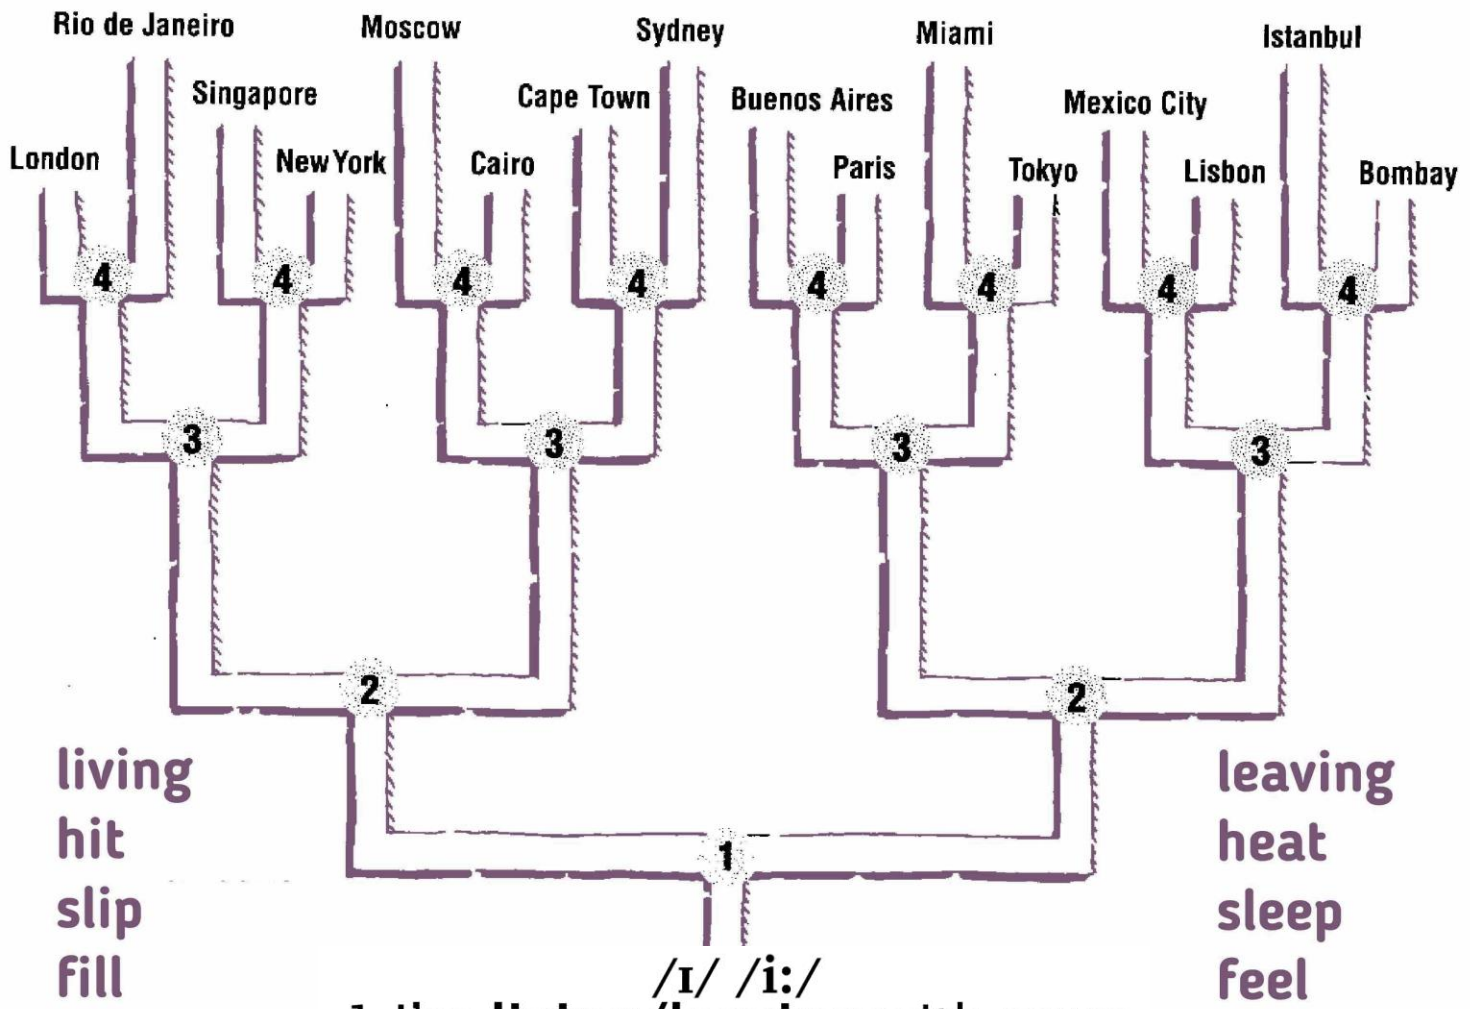 Rio de Janeiro
Moscow
Sydney
Miami
Istanbul
Singapore
Cape Town
Buenos Aires
Mexico City
London
New York
Cairo
Paris
Tokyo
Lisbon
Bombay
4 4 4 4 4 4 4 4
3 3 3 3
2 2
living
hit
slip
fill
leaving
heat
sleep
feel
1
/ɪ/ /i:/